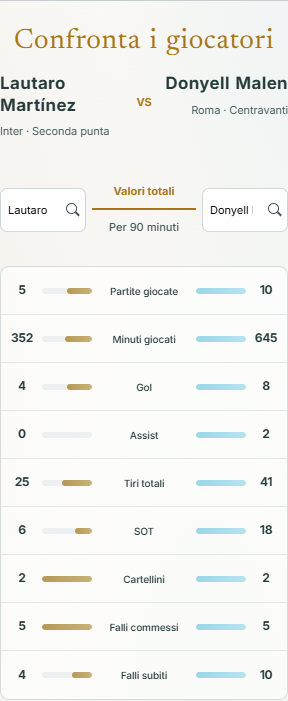 Confronta i giocatori
Lautaro Martínez
VS
Donyell Malen
Inter · Seconda punta
Roma · Centravanti
Lautaro
Valori totali
Per 90 minuti
Donyell
5 Partite giocate 10
352 Minuti giocati 645
4 Gol 8
0 Assist 2
25 Tiri totali 41
6 SOT 18
2 Cartellini 2
5 Falli commessi 5
4 Falli subiti 10